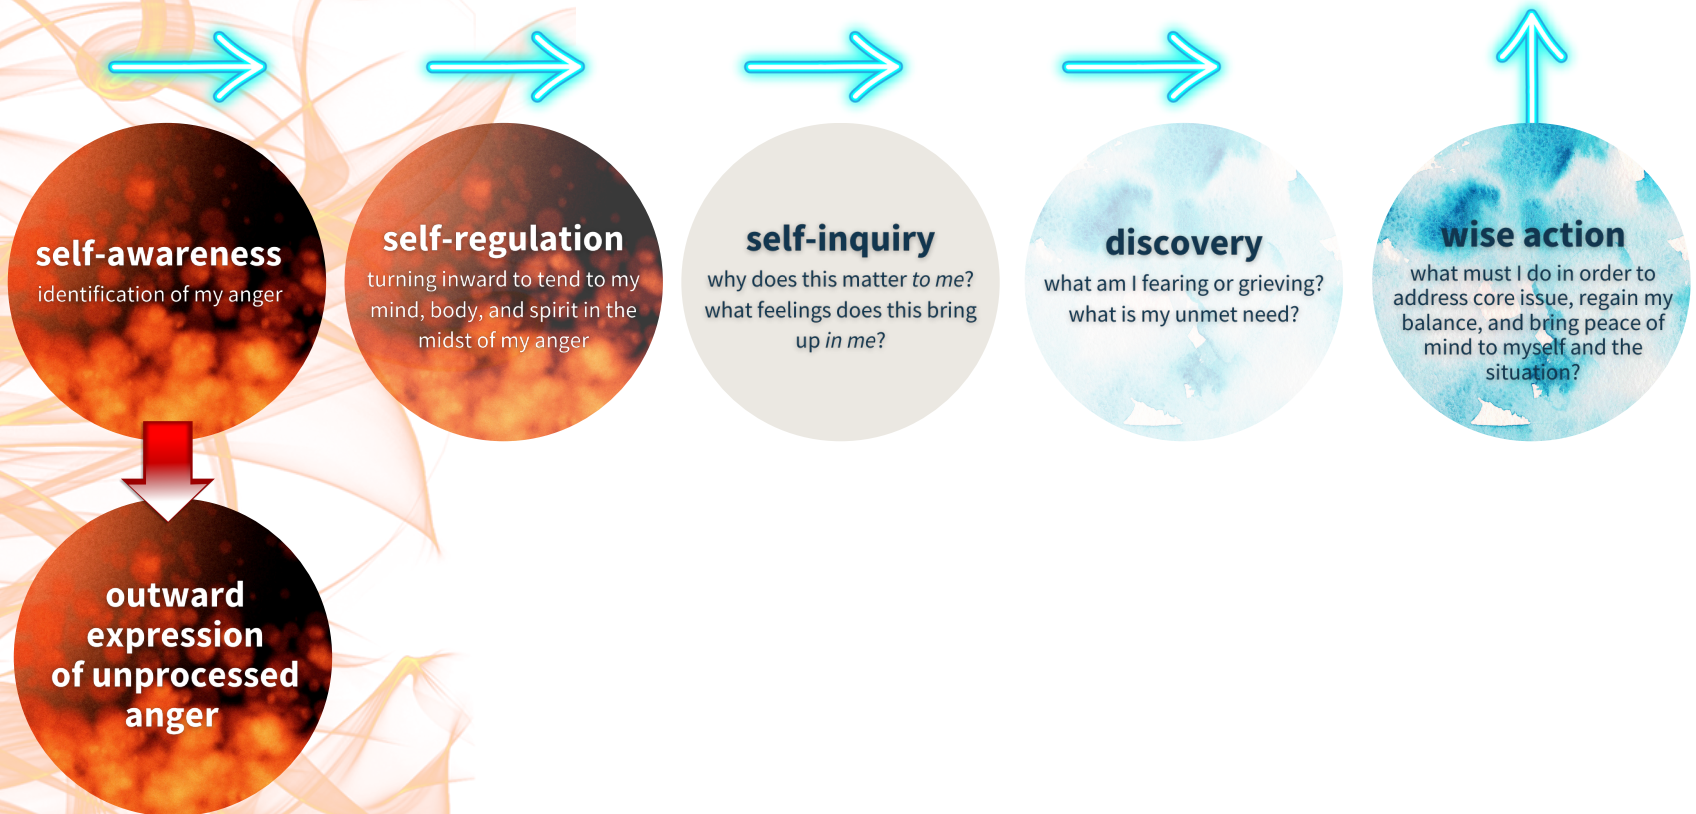 self-awareness
identification of my anger
self-regulation
turning inward to tend to my
mind, body, and spirit in the
midst of my anger
self-inquiry
why does this matter to me?
what feelings does this bring
up in me?
discovery
what am I fearing or grieving?
what is my unmet need?
wise action
what must I do in order to
address core issue, regain my
balance, and bring peace of
mind to myself and the
situation?
outward
expression
of unprocessed
anger